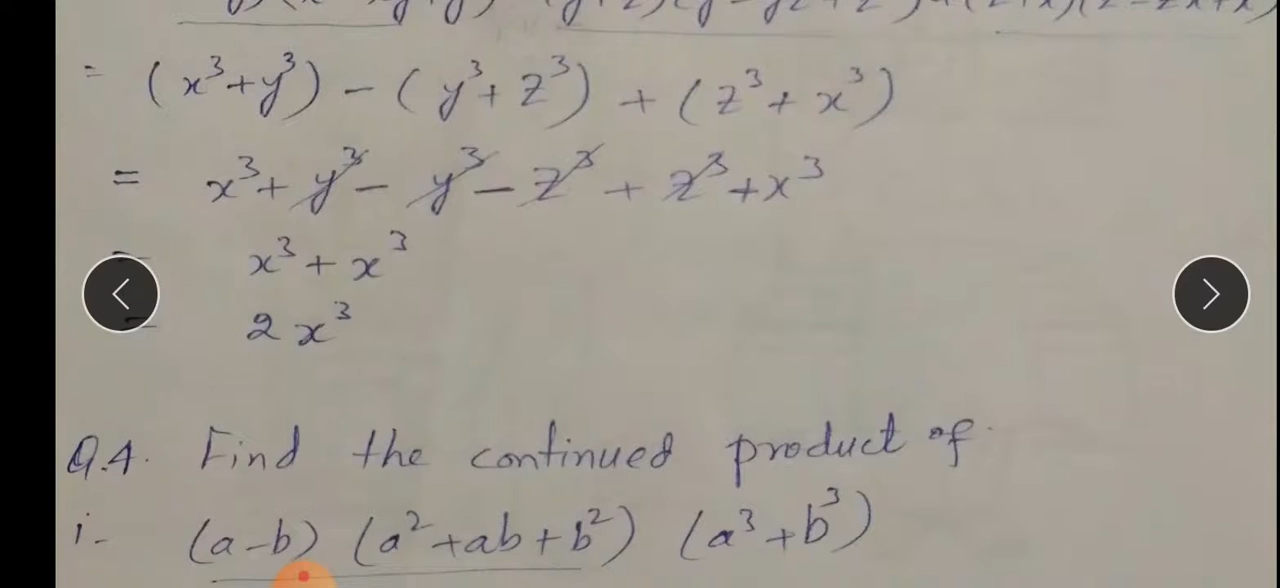 = (x³+y³) - (y³+z³) + (z³+x³)
= x³+y³-y³-z³+z³+x³
= x³+x³
= 2x³
Q.4. Find the continued product of
i- (a-b) (a²+ab+b²) (a³+b³)